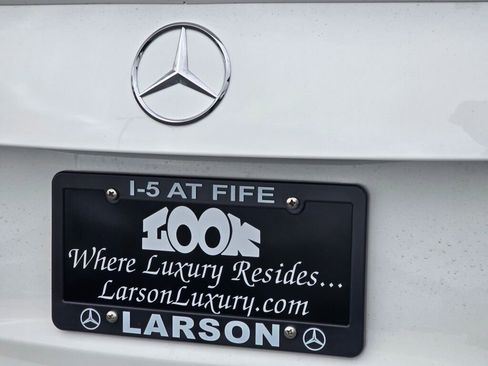 I-5 AT FIFE
LOOK
Where Luxury Resides...
LarsonLuxury.com
LARSON